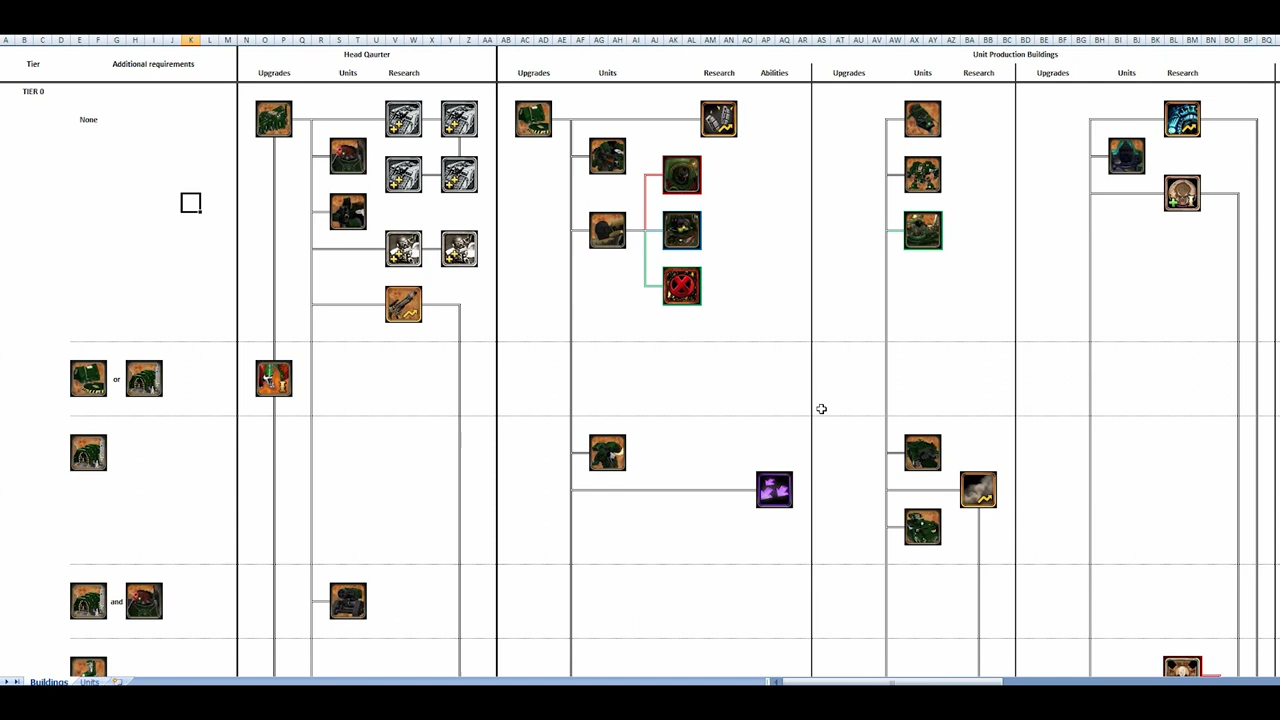 A B C D E F G H I J K L M N O P Q R S T U V W X Y Z AA AB AC AD AE AF AG AH AI AJ AK AL AM AN AO AP AQ AR AS AT AU AV AW AX AY AZ BA BB BC BD BE BF BG BH BI BJ BK BL BM BN BO BP BQ
Head Qaurter
Unit Production Buildings
Tier Additional requirements
Upgrades Units Research Upgrades Units Research Abilities Upgrades Units Research Upgrades Units Research
TIER 0
None
or
and
Buildings Units